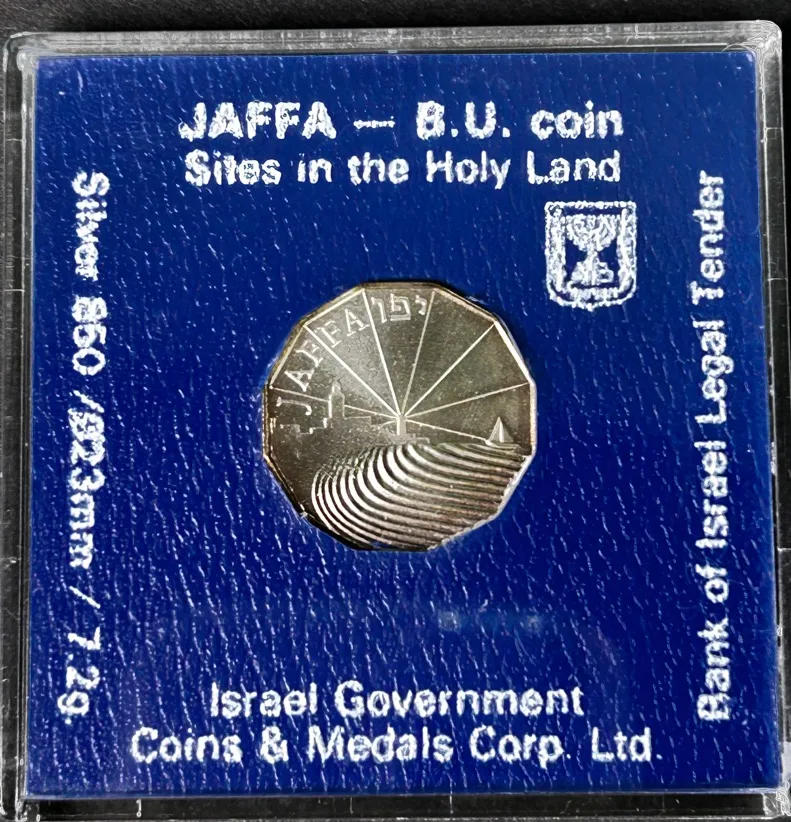 JAFFA — B.U. coin
Sites in the Holy Land
Silver 850 /Ø23mm / 7.2g.
JAFFA יפו
Bank of Israel Legal Tender
Israel Government
Coins & Medals Corp. Ltd.